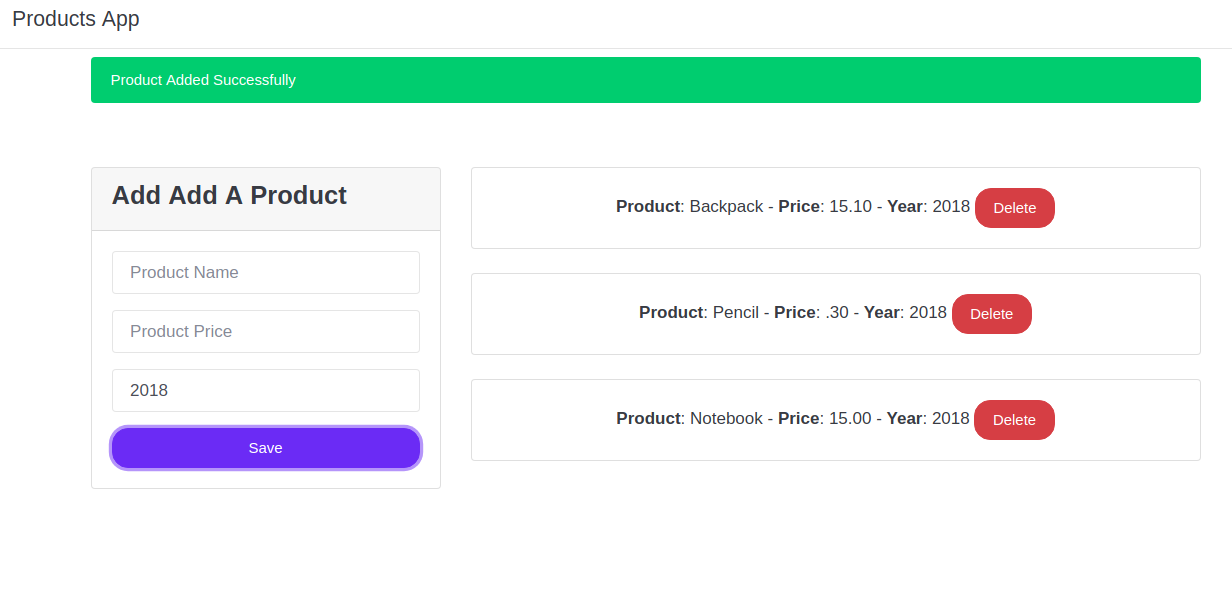 Products App
Product Added Successfully
Add Add A Product
Product Name
Product Price
2018
Save
Product: Backpack - Price: 15.10 - Year: 2018 Delete
Product: Pencil - Price: .30 - Year: 2018 Delete
Product: Notebook - Price: 15.00 - Year: 2018 Delete